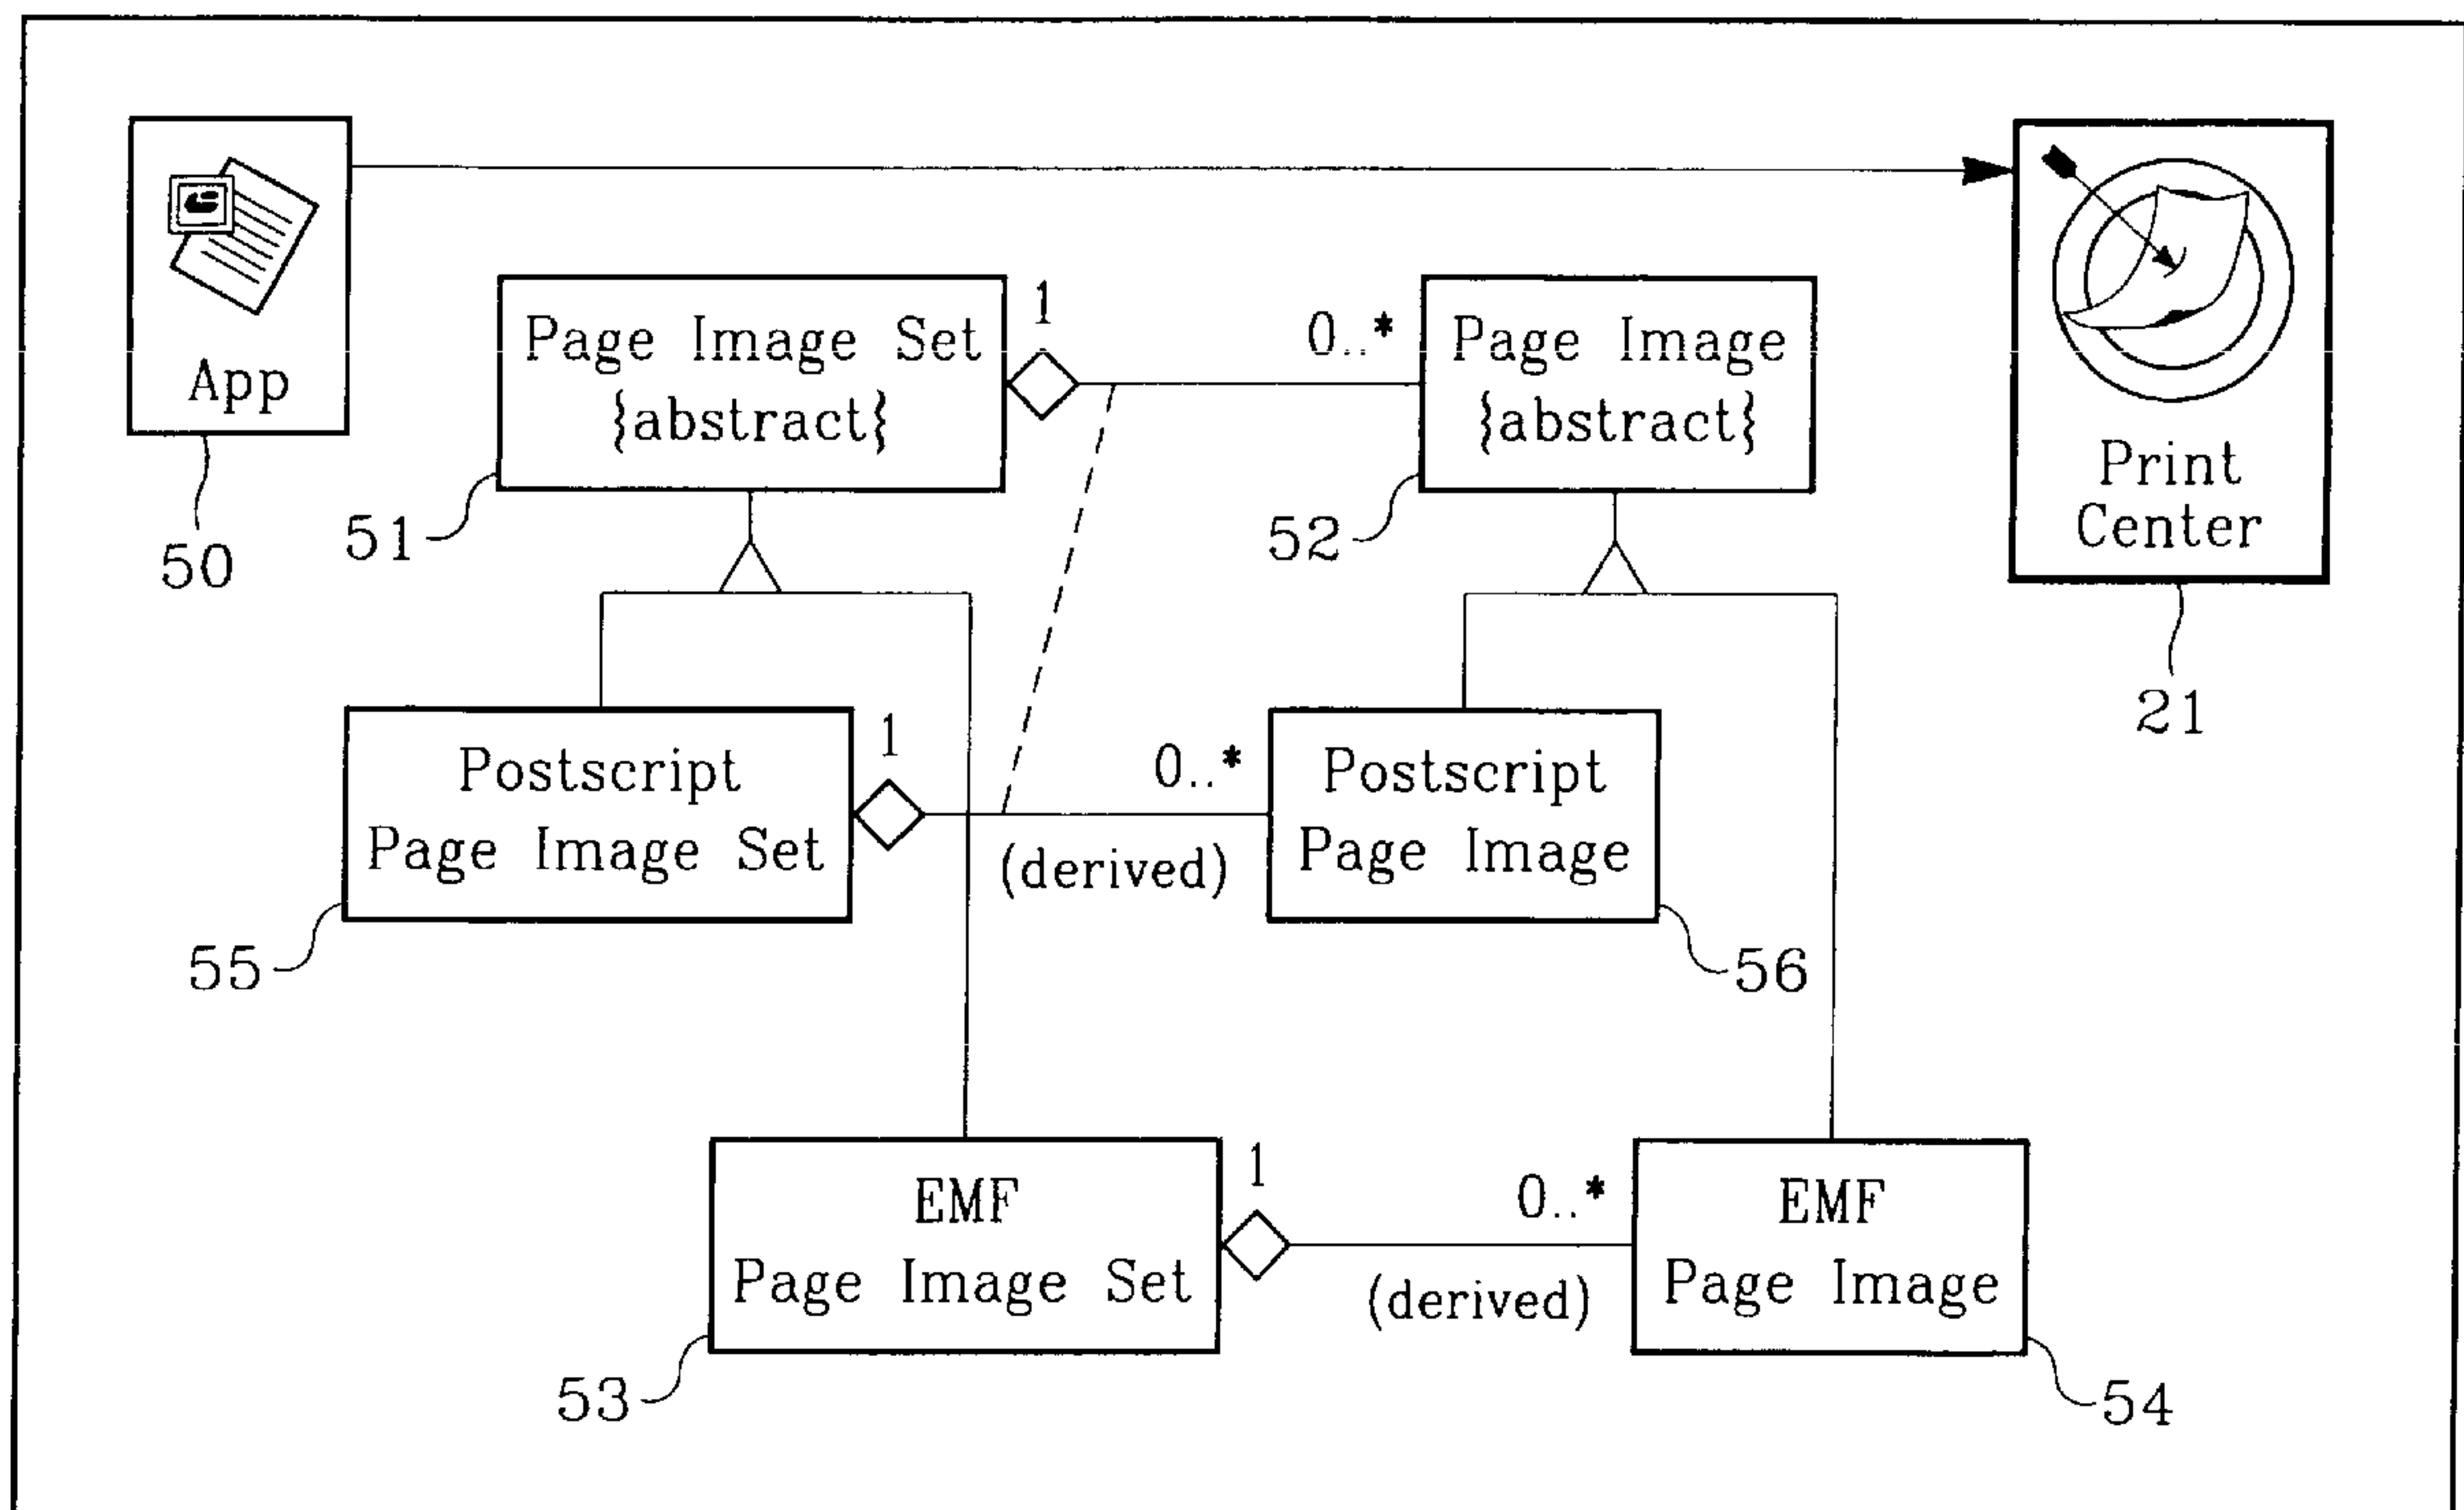 App
50
Page Image Set
{abstract}
51
1
0..*
Page Image
{abstract}
52
Print
Center
21
Postscript
Page Image Set
55
1
0..*
(derived)
Postscript
Page Image
56
EMF
Page Image Set
53
1
0..*
(derived)
EMF
Page Image
54